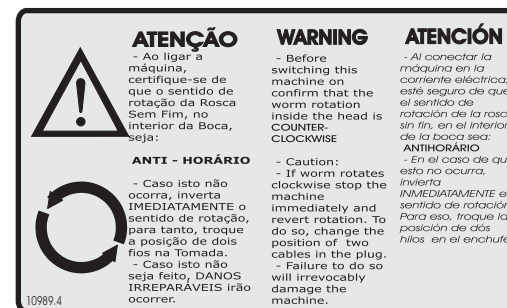 ATENÇÃO
- Ao ligar a
máquina,
certifique-se de
que o sentido de
rotação da Rosca
Sem Fim, no
interior da Boca,
seja:
ANTI - HORÁRIO
- Caso isto não
ocorra, inverta
IMEDIATAMENTE o
sentido de rotação,
para tanto, troque
a posição de dois
fios na Tomada.
- Caso isto não
seja feito, DANOS
IRREPARÁVEIS irão
ocorrer.
10989.4
WARNING
- Before
switching this
machine on
confirm that the
worm rotation
inside the head is
COUNTER-
CLOCKWISE
- Caution:
- If worm rotates
clockwise stop the
machine
immediately and
revert rotation. To
do so, change the
position of two
cables in the plug.
- Failure to do so
will irrevocably
damage the
machine.
ATENCIÓN
- Al conectar la
máquina en la
corriente eléctrica,
esté seguro de que
el sentido de
rotación de la rosc
sin fin, en el interior
de la boca sea:
ANTIHORÁRIO
- En el caso de qu
esto no ocurra,
invierta
INMEDIATAMENTE e
sentido de rotación
Para eso, troque la
posición de dós
hilos en el enchufe